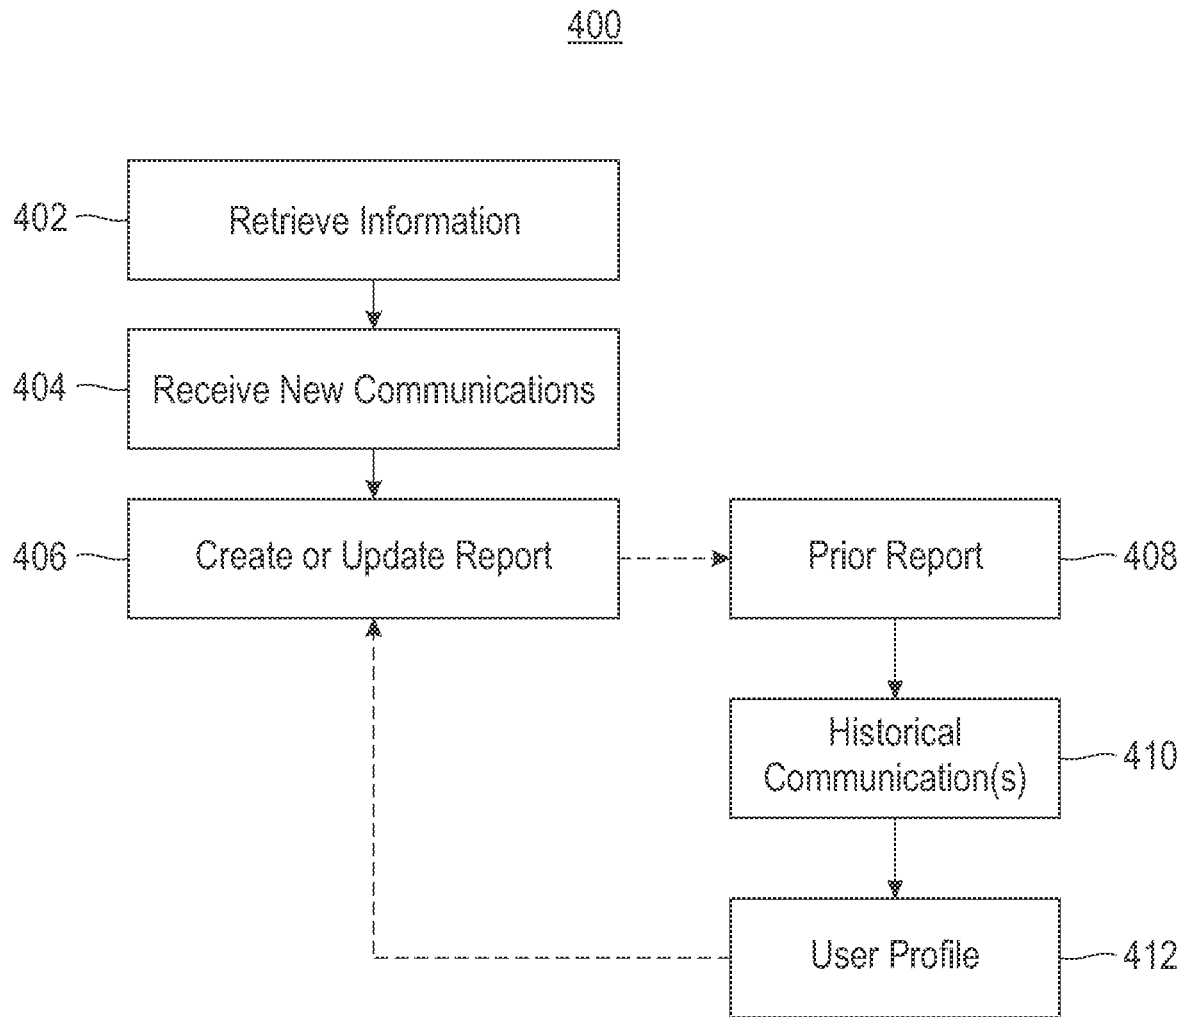 400
402
Retrieve Information
404
Receive New Communications
406
Create or Update Report
Prior Report
408
Historical
Communication(s)
410
User Profile
412